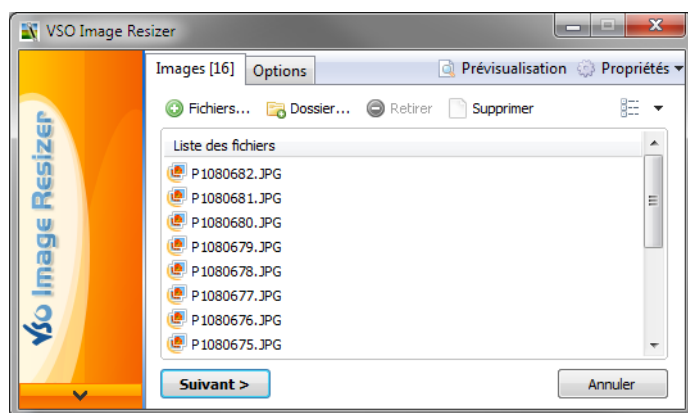 VSO Image Resizer
Images [16] Options Prévisualisation Propriétés
Fichiers... Dossier... Retirer Supprimer
Liste des fichiers
P1080682.JPG
P1080681.JPG
P1080680.JPG
P1080679.JPG
P1080678.JPG
P1080677.JPG
P1080676.JPG
P1080675.JPG
Suivant > Annuler
VSO Image Resizer